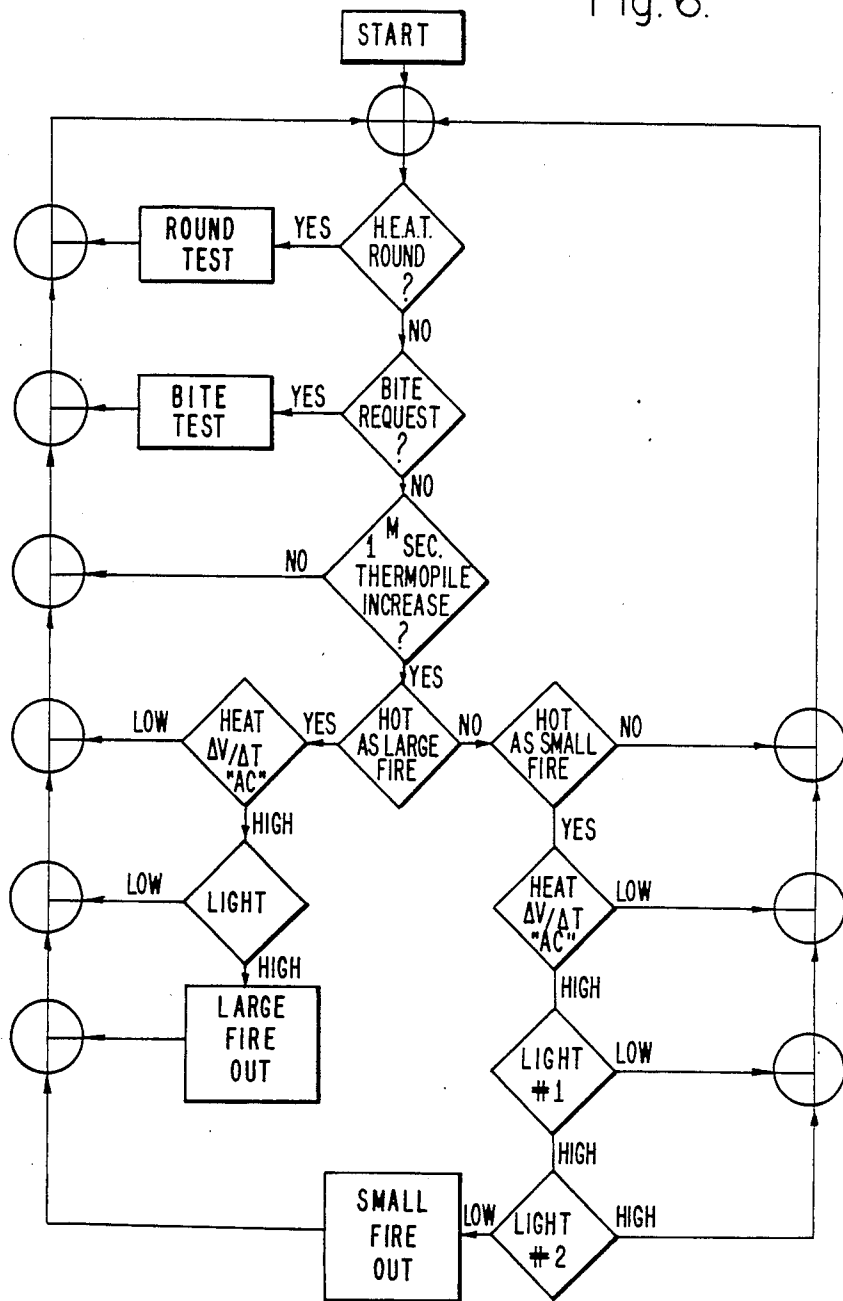 Fig. 6.
START
YES
ROUND
TEST
H.E.A.T.
ROUND
?
NO
YES
BITE
TEST
BITE
REQUEST
?
NO
1 M SEC.
THERMOPILE
INCREASE
?
NO
YES
LOW
HEAT
ΔV/ΔT
"AC"
YES
HOT
AS LARGE
FIRE
NO
HOT
AS SMALL
FIRE
NO
HIGH
YES
LOW
LIGHT
HEAT
ΔV/ΔT
"AC"
LOW
HIGH
HIGH
LARGE
FIRE
OUT
LIGHT
#1
LOW
HIGH
SMALL
FIRE
OUT
LOW
LIGHT
#2
HIGH